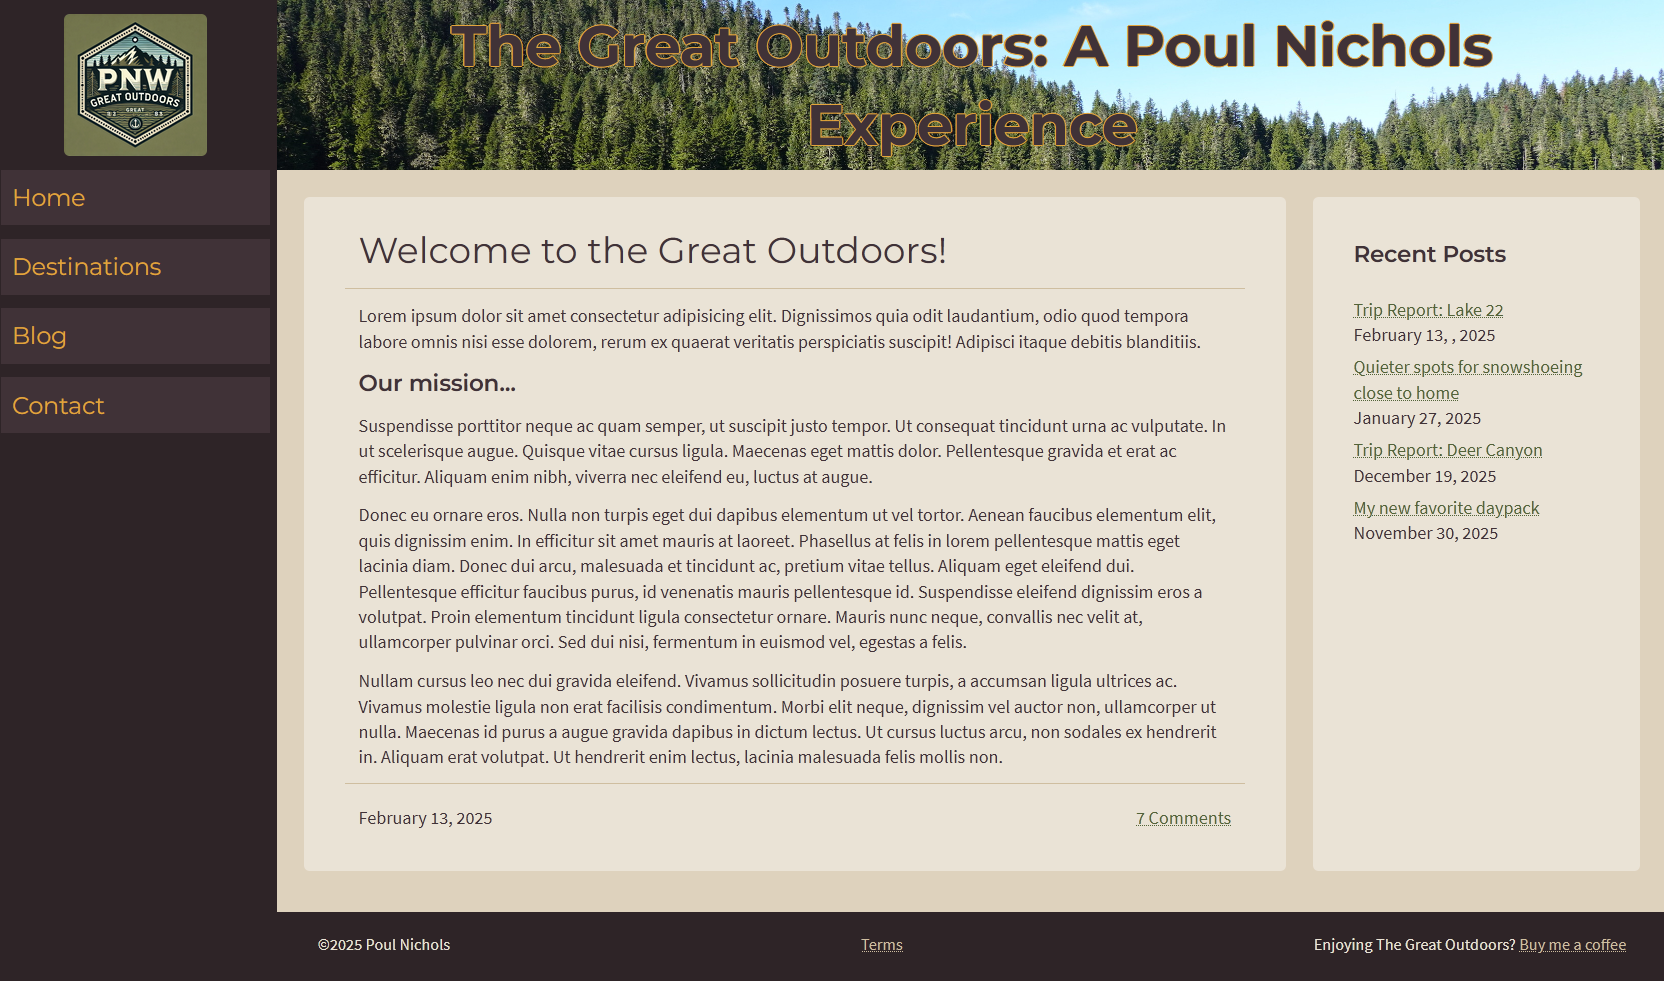 PNW
GREAT OUTDOORS
GREAT
Home
Destinations
Blog
Contact
The Great Outdoors: A Poul Nichols
Experience
Welcome to the Great Outdoors!
Lorem ipsum dolor sit amet consectetur adipisicing elit. Dignissimos quia odit laudantium, odio quod tempora
labore omnis nisi esse dolorem, rerum ex quaerat veritatis perspiciatis suscipit! Adipisci itaque debitis blanditiis.
Our mission...
Suspendisse porttitor neque ac quam semper, ut suscipit justo tempor. Ut consequat tincidunt urna ac vulputate. In
ut scelerisque augue. Quisque vitae cursus ligula. Maecenas eget mattis dolor. Pellentesque gravida et erat ac
efficitur. Aliquam enim nibh, viverra nec eleifend eu, luctus at augue.
Donec eu ornare eros. Nulla non turpis eget dui dapibus elementum ut vel tortor. Aenean faucibus elementum elit,
quis dignissim enim. In efficitur sit amet mauris at laoreet. Phasellus at felis in lorem pellentesque mattis eget
lacinia diam. Donec dui arcu, malesuada et tincidunt ac, pretium vitae tellus. Aliquam eget eleifend dui.
Pellentesque efficitur faucibus purus, id venenatis mauris pellentesque id. Suspendisse eleifend dignissim eros a
volutpat. Proin elementum tincidunt ligula consectetur ornare. Mauris nunc neque, convallis nec velit at,
ullamcorper pulvinar orci. Sed dui nisi, fermentum in euismod vel, egestas a felis.
Nullam cursus leo nec dui gravida eleifend. Vivamus sollicitudin posuere turpis, a accumsan ligula ultrices ac.
Vivamus molestie ligula non erat facilisis condimentum. Morbi elit neque, dignissim vel auctor non, ullamcorper ut
nulla. Maecenas id purus a augue gravida dapibus in dictum lectus. Ut cursus luctus arcu, non sodales ex hendrerit
in. Aliquam erat volutpat. Ut hendrerit enim lectus, lacinia malesuada felis mollis non.
February 13, 2025
7 Comments
Recent Posts
Trip Report: Lake 22
February 13, , 2025
Quieter spots for snowshoeing
close to home
January 27, 2025
Trip Report: Deer Canyon
December 19, 2025
My new favorite daypack
November 30, 2025
©2025 Poul Nichols
Terms
Enjoying The Great Outdoors? Buy me a coffee